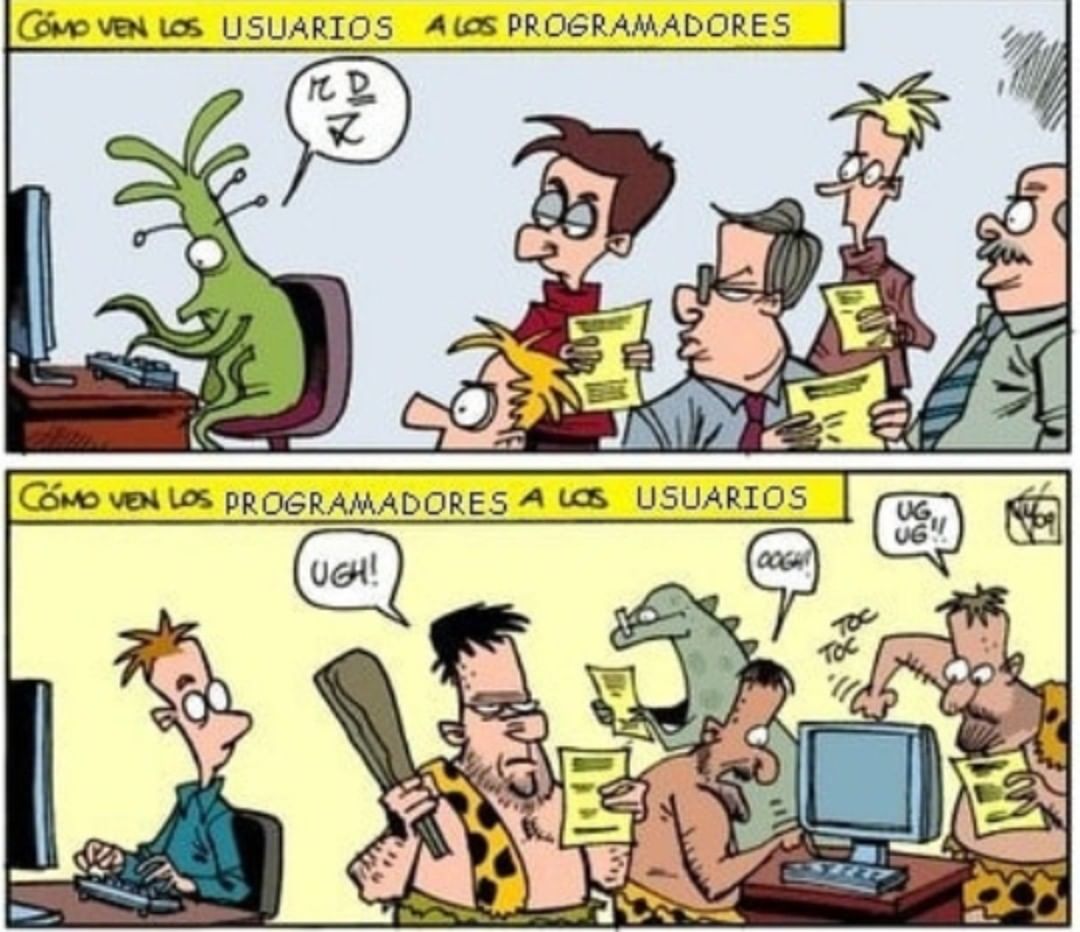 CÓMO VEN LOS USUARIOS A LOS PROGRAMADORES
CÓMO VEN LOS PROGRAMADORES A LOS USUARIOS
UGH!
OOGH!
UG
UG!!
TOC
TOC